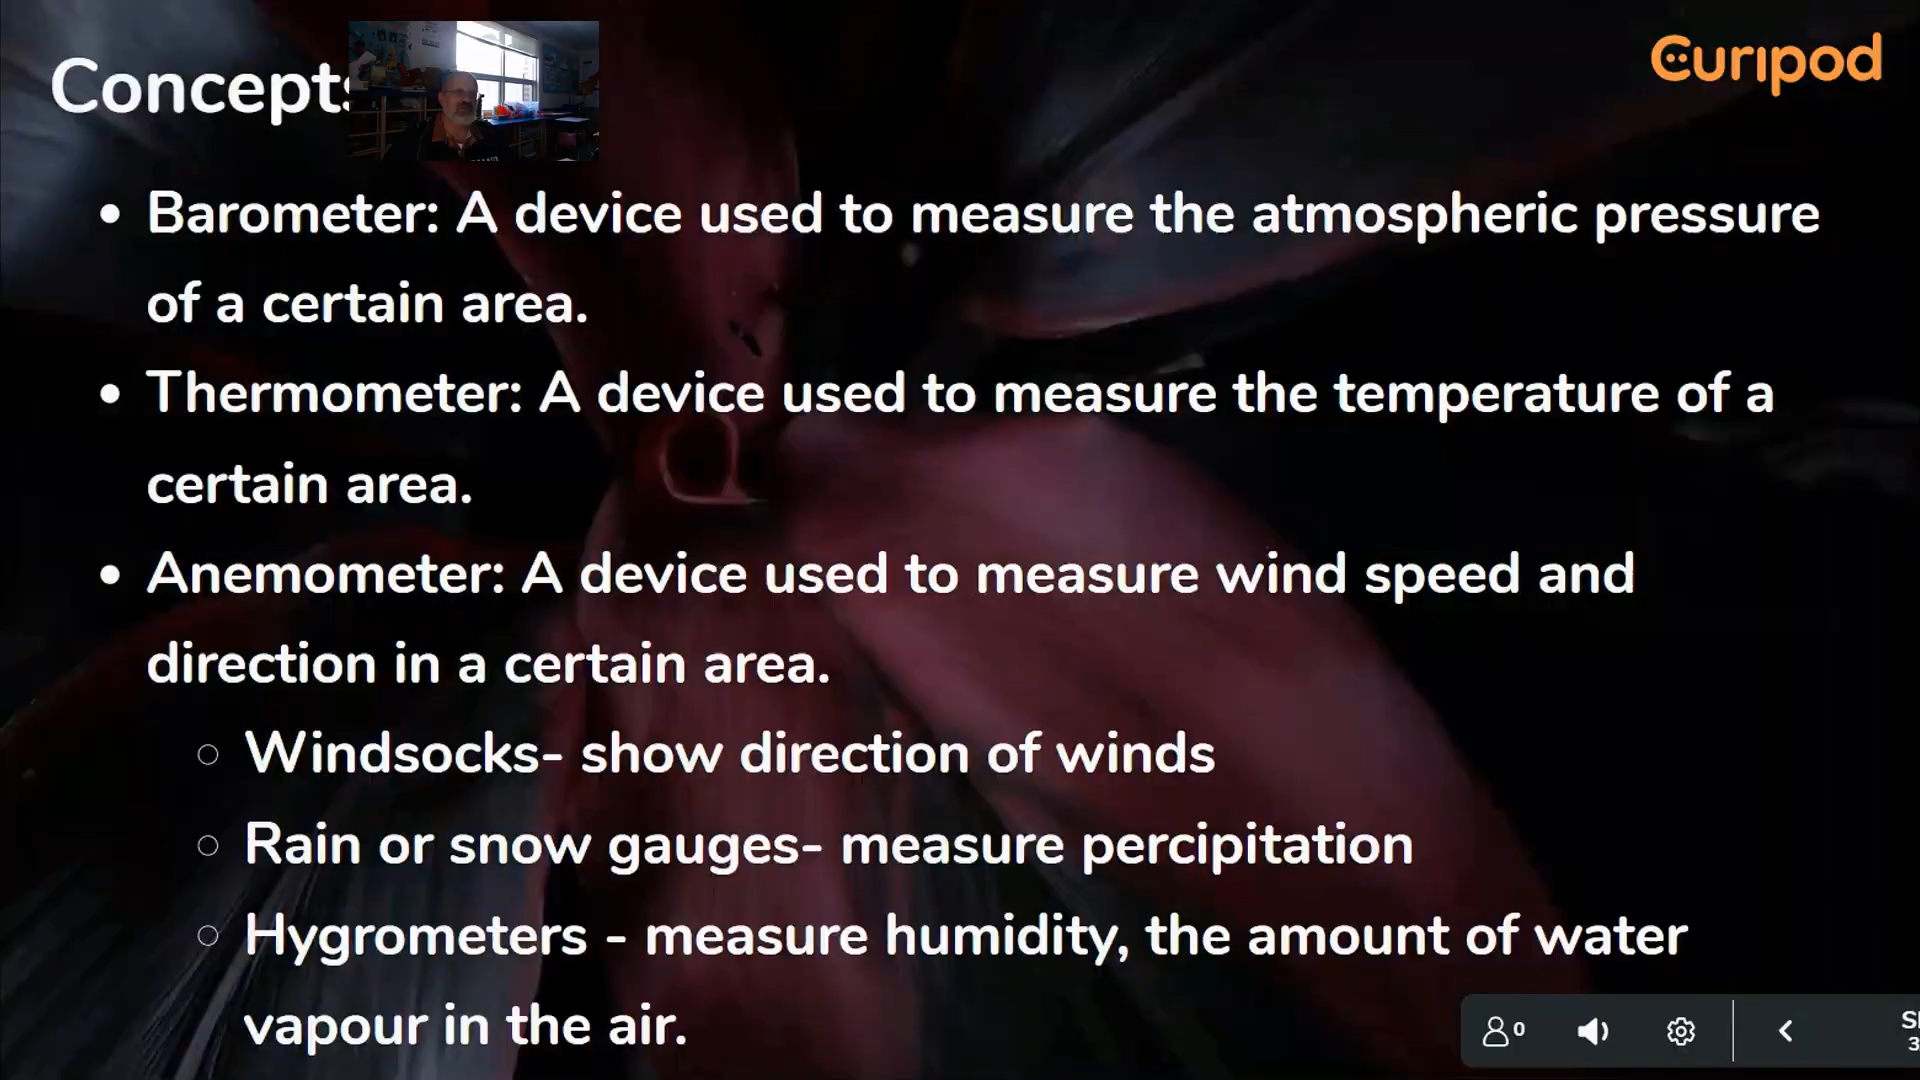 Concepts
Curipod
• Barometer: A device used to measure the atmospheric pressure
of a certain area.
• Thermometer: A device used to measure the temperature of a
certain area.
• Anemometer: A device used to measure wind speed and
direction in a certain area.
○ Windsocks- show direction of winds
○ Rain or snow gauges- measure percipitation
○ Hygrometers - measure humidity, the amount of water
vapour in the air.
0